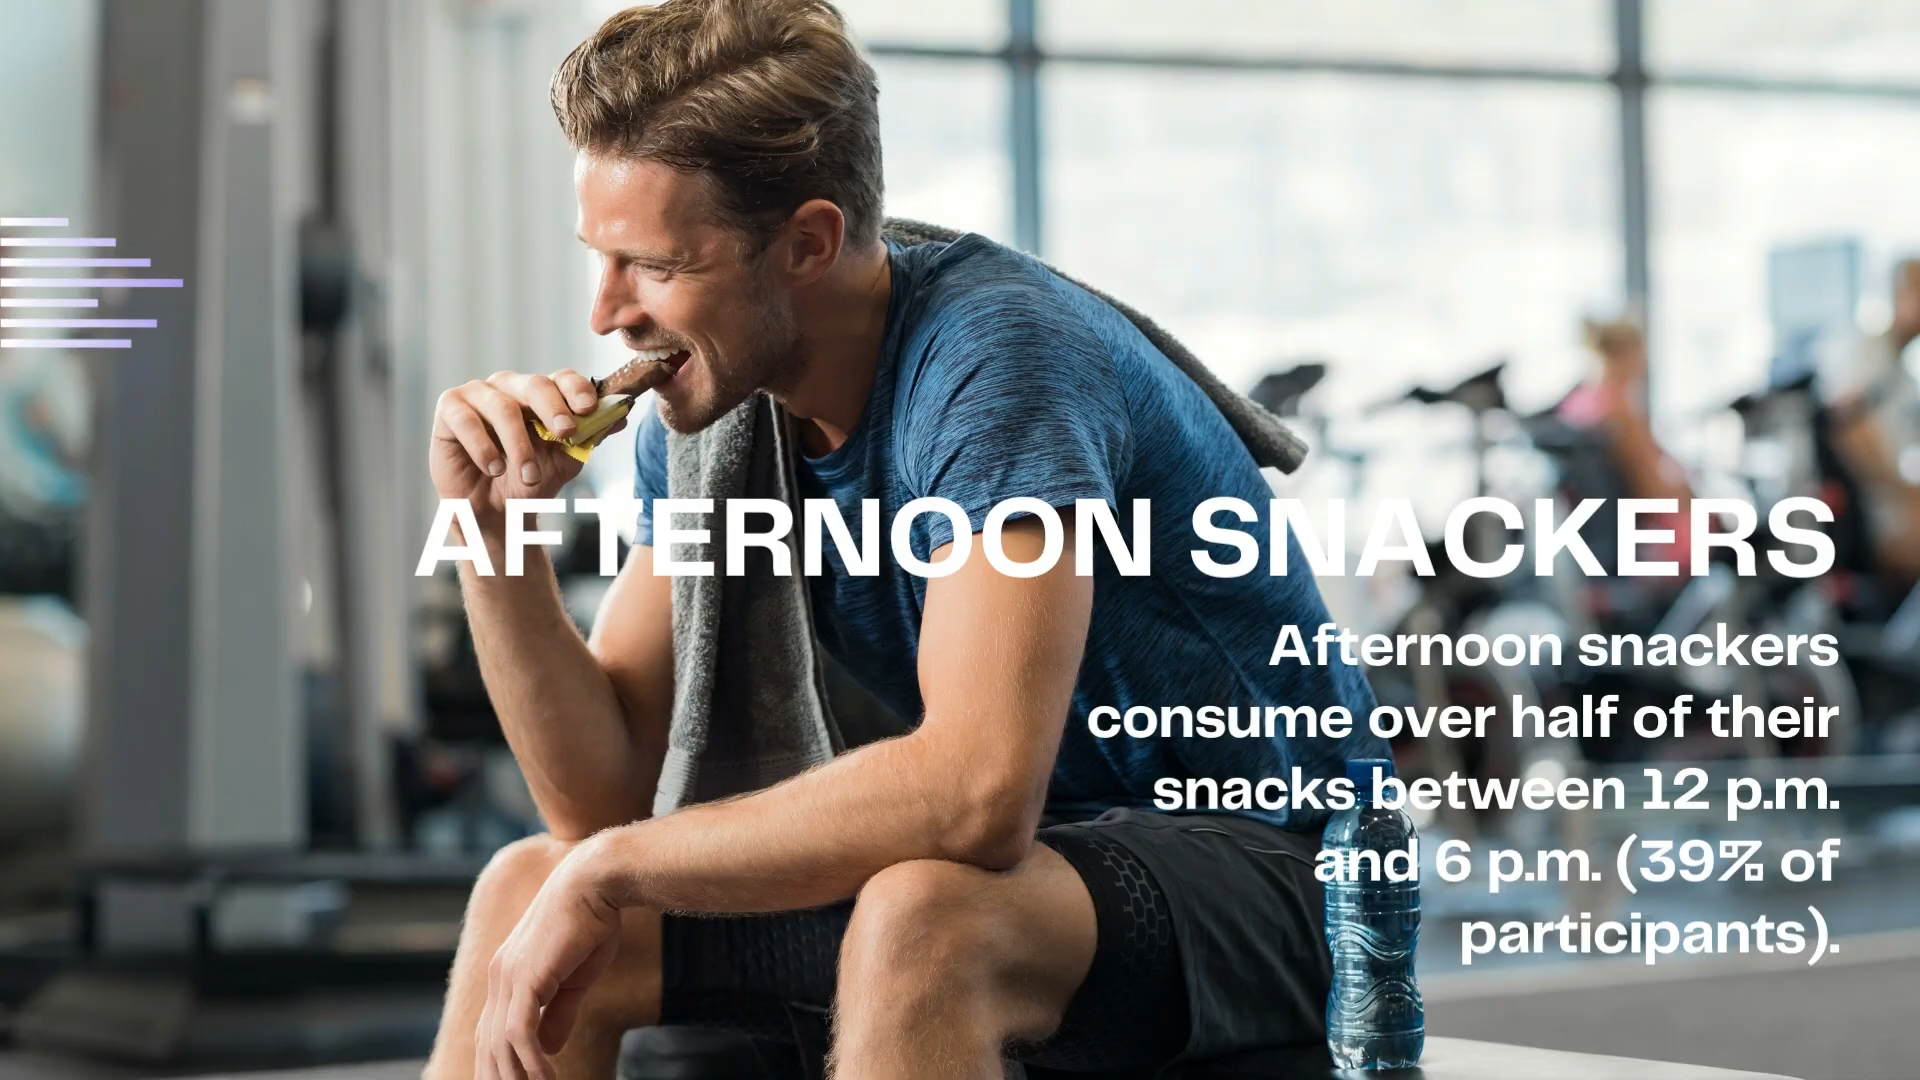 AFTERNOON SNACKERS
Afternoon snackers
consume over half of their
snacks between 12 p.m.
and 6 p.m. (39% of
participants).